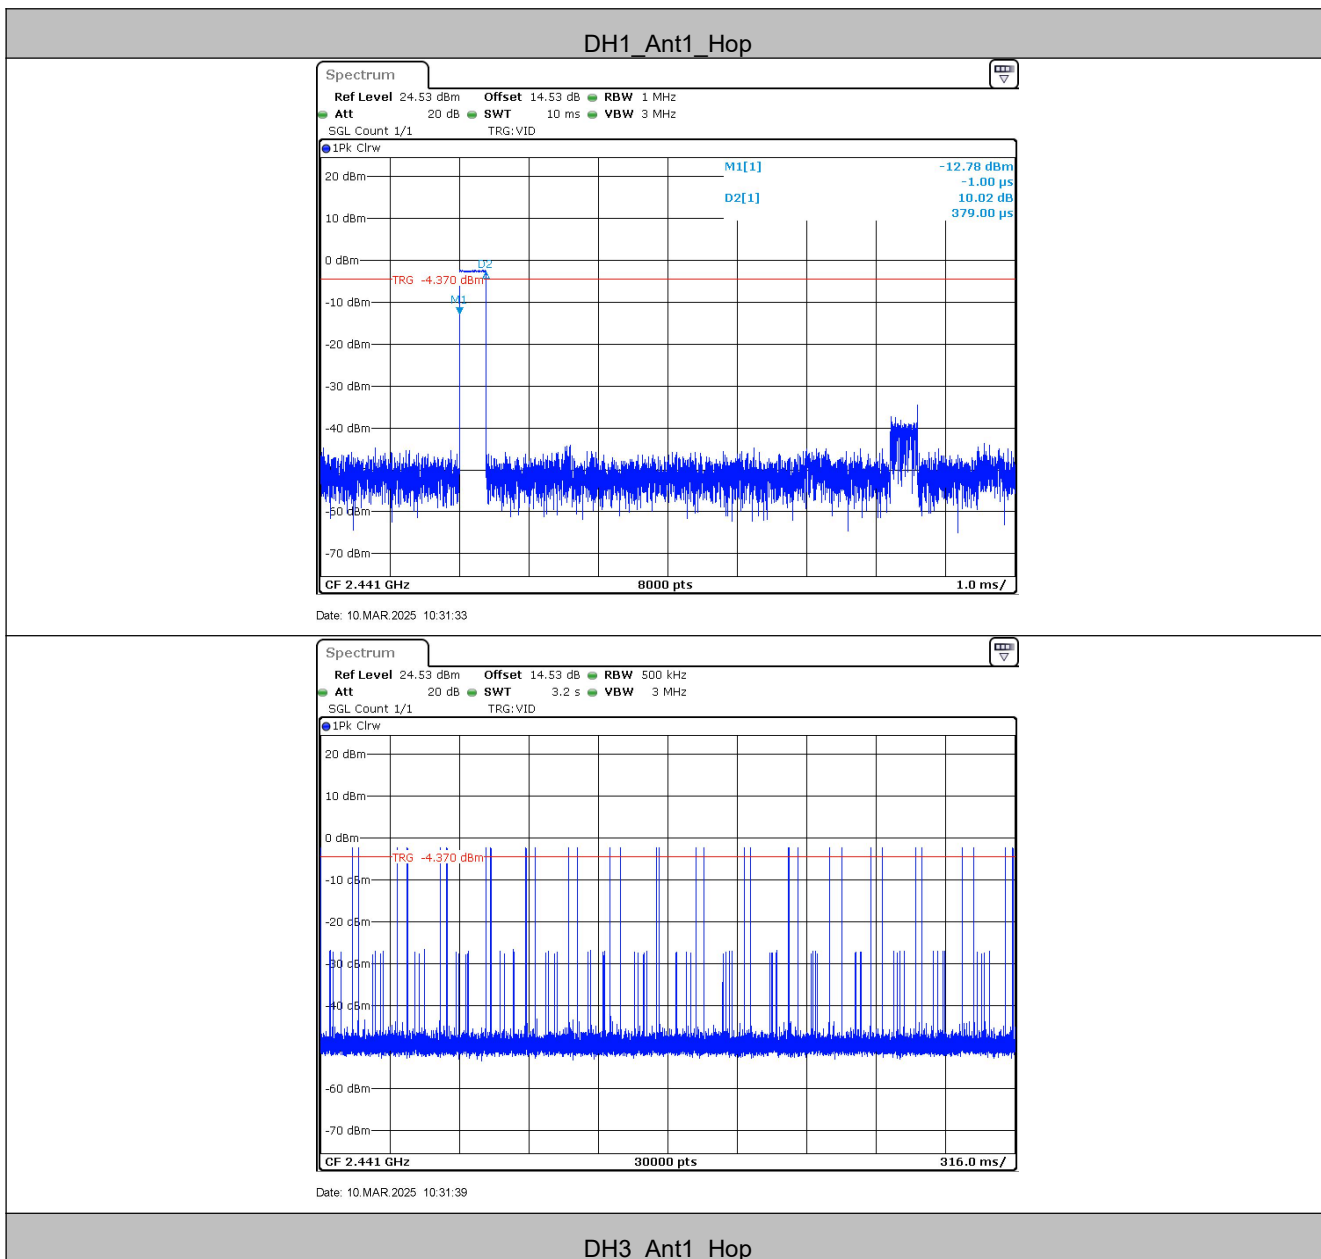 DH1_Ant1_Hop
Spectrum
Ref Level 24.53 dBm Offset 14.53 dB RBW 1 MHz
Att 20 dB SWT 10 ms VBW 3 MHz
SGL Count 1/1 TRG:VID
1Pk Clrw
M1[1] -12.78 dBm
-1.00 µs
D2[1] 10.02 dB
379.00 µs
20 dBm
10 dBm
0 dBm
D2
TRG -4.370 dBm
M1
-10 dBm
-20 dBm
-30 dBm
-40 dBm
-60 dBm
-70 dBm
CF 2.441 GHz 8000 pts 1.0 ms/
Date: 10.MAR.2025 10:31:33
Spectrum
Ref Level 24.53 dBm Offset 14.53 dB RBW 500 kHz
Att 20 dB SWT 3.2 s VBW 3 MHz
SGL Count 1/1 TRG:VID
1Pk Clrw
20 dBm
10 dBm
0 dBm
TRG -4.370 dBm
-10 dBm
-20 dBm
-30 dBm
-40 dBm
-60 dBm
-70 dBm
CF 2.441 GHz 30000 pts 316.0 ms/
Date: 10.MAR.2025 10:31:39
DH3_Ant1_Hop